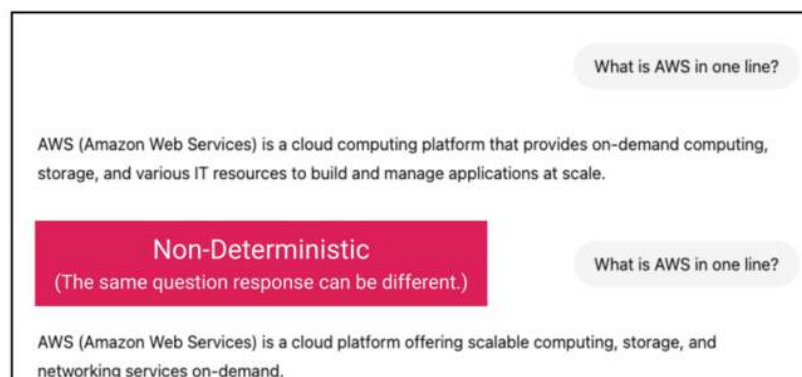 What is AWS in one line?
AWS (Amazon Web Services) is a cloud computing platform that provides on-demand computing,
storage, and various IT resources to build and manage applications at scale.
Non-Deterministic
(The same question response can be different.)
What is AWS in one line?
AWS (Amazon Web Services) is a cloud platform offering scalable computing, storage, and
networking services on-demand.